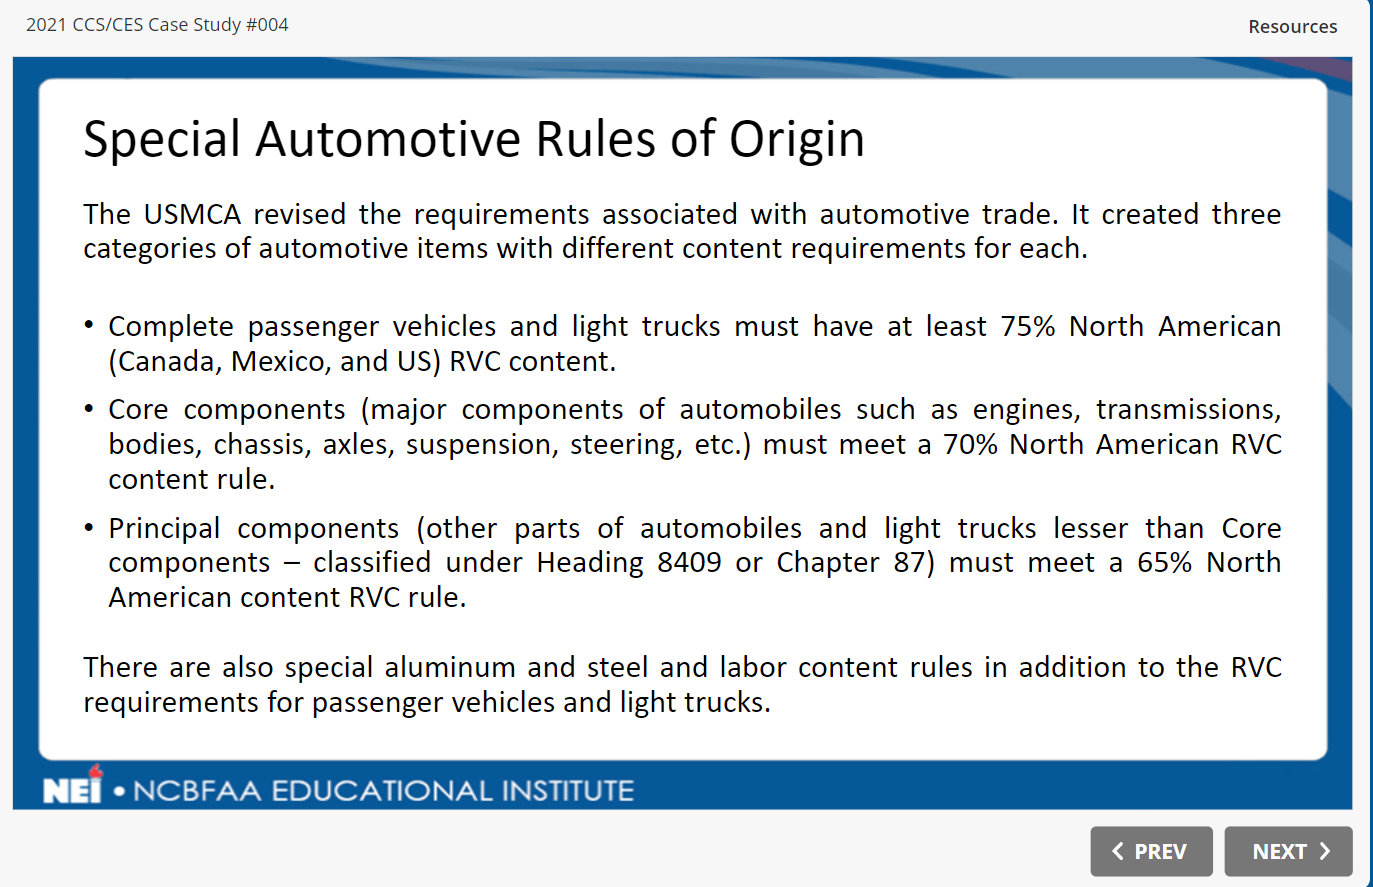 2021 CCS/CES Case Study #004
Resources
Special Automotive Rules of Origin
The USMCA revised the requirements associated with automotive trade. It created three
categories of automotive items with different content requirements for each.
• Complete passenger vehicles and light trucks must have at least 75% North American
(Canada, Mexico, and US) RVC content.
• Core components (major components of automobiles such as engines, transmissions,
bodies, chassis, axles, suspension, steering, etc.) must meet a 70% North American RVC
content rule.
• Principal components (other parts of automobiles and light trucks lesser than Core
components – classified under Heading 8409 or Chapter 87) must meet a 65% North
American content RVC rule.
There are also special aluminum and steel and labor content rules in addition to the RVC
requirements for passenger vehicles and light trucks.
NEI • NCBFAA EDUCATIONAL INSTITUTE
PREV
NEXT